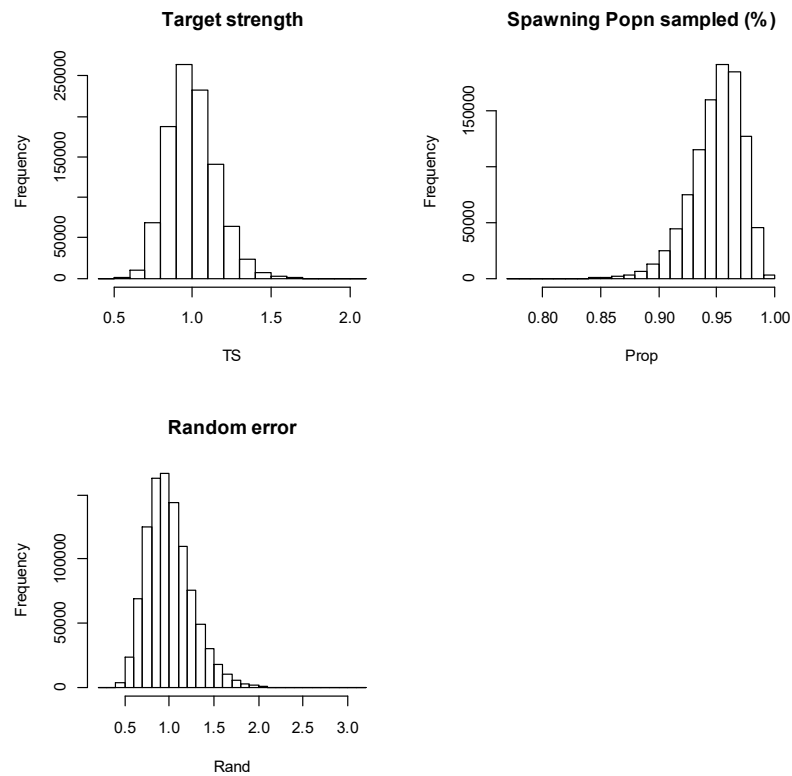 Target strength
Frequency
250000
150000
50000
0
0.5 1.0 1.5 2.0
TS
Spawning Popn sampled (%)
Frequency
150000
50000
0
0.80 0.85 0.90 0.95 1.00
Prop
Random error
Frequency
100000
50000
0
0.5 1.0 1.5 2.0 2.5 3.0
Rand